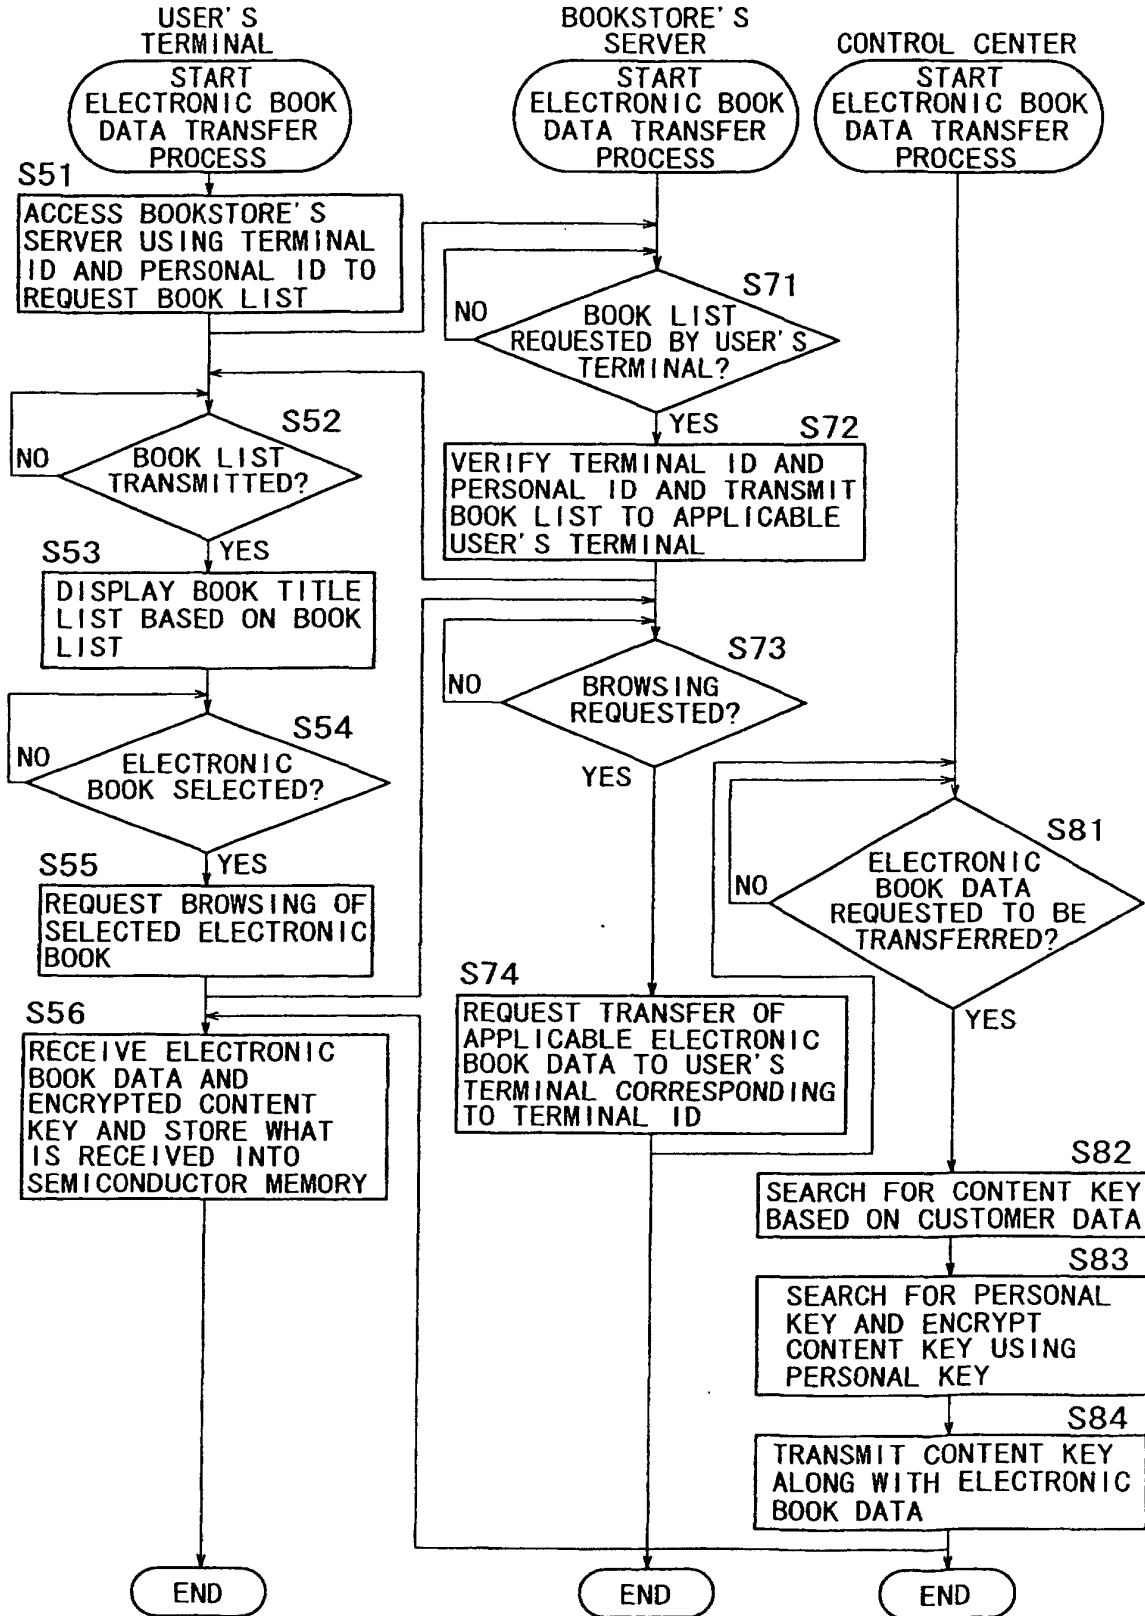 USER'S
TERMINAL
START
ELECTRONIC BOOK
DATA TRANSFER
PROCESS
S51
ACCESS BOOKSTORE'S
SERVER USING TERMINAL
ID AND PERSONAL ID TO
REQUEST BOOK LIST
S52
NO
BOOK LIST
TRANSMITTED?
YES
S53
DISPLAY BOOK TITLE
LIST BASED ON BOOK
LIST
S54
NO
ELECTRONIC
BOOK SELECTED?
YES
S55
REQUEST BROWSING OF
SELECTED ELECTRONIC
BOOK
S56
RECEIVE ELECTRONIC
BOOK DATA AND
ENCRYPTED CONTENT
KEY AND STORE WHAT
IS RECEIVED INTO
SEMICONDUCTOR MEMORY
END
BOOKSTORE'S
SERVER
START
ELECTRONIC BOOK
DATA TRANSFER
PROCESS
S71
NO
BOOK LIST
REQUESTED BY USER'S
TERMINAL?
YES
S72
VERIFY TERMINAL ID AND
PERSONAL ID AND TRANSMIT
BOOK LIST TO APPLICABLE
USER'S TERMINAL
S73
NO
BROWSING
REQUESTED?
YES
S74
REQUEST TRANSFER OF
APPLICABLE ELECTRONIC
BOOK DATA TO USER'S
TERMINAL CORRESPONDING
TO TERMINAL ID
END
CONTROL CENTER
START
ELECTRONIC BOOK
DATA TRANSFER
PROCESS
S81
NO
ELECTRONIC
BOOK DATA
REQUESTED TO BE
TRANSFERRED?
YES
S82
SEARCH FOR CONTENT KEY
BASED ON CUSTOMER DATA
S83
SEARCH FOR PERSONAL
KEY AND ENCRYPT
CONTENT KEY USING
PERSONAL KEY
S84
TRANSMIT CONTENT KEY
ALONG WITH ELECTRONIC
BOOK DATA
END